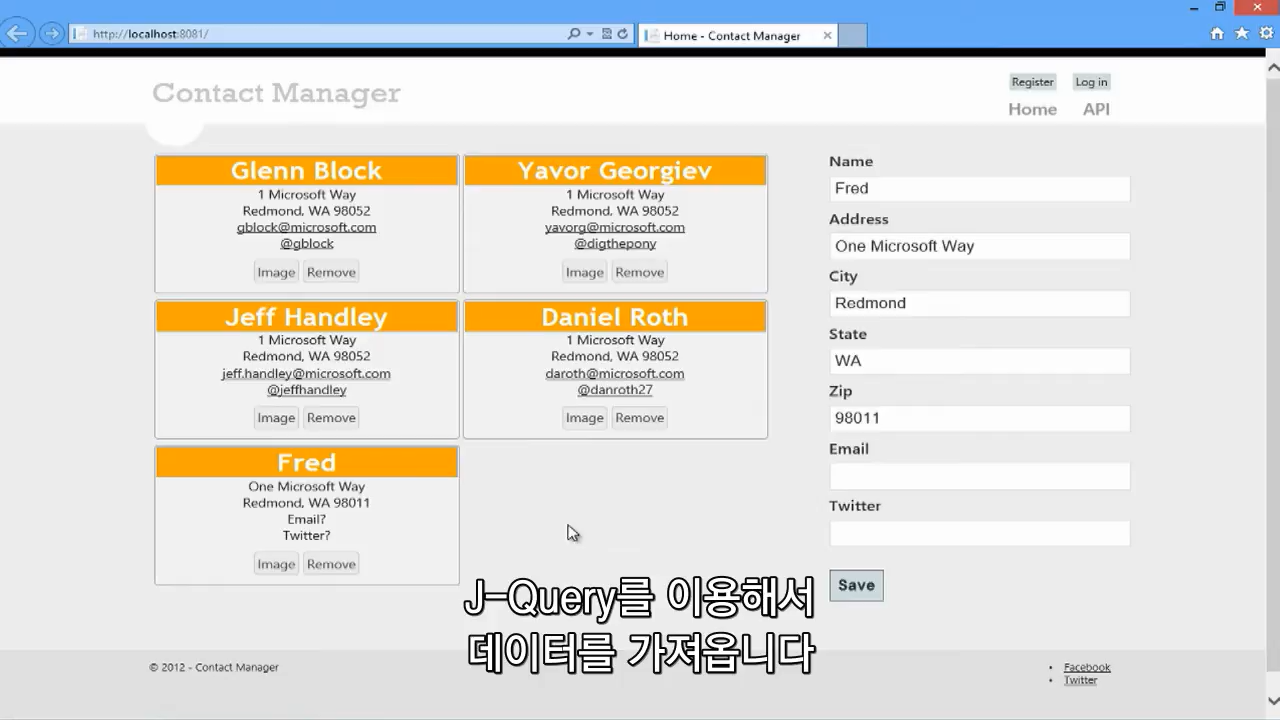 http://localhost:8081/
Home - Contact Manager
Contact Manager
Register
Log in
Home
API
Glenn Block
1 Microsoft Way
Redmond, WA 98052
gblock@microsoft.com
@gblock
Image
Remove
Yavor Georgiev
1 Microsoft Way
Redmond, WA 98052
yavorg@microsoft.com
@digthepony
Image
Remove
Jeff Handley
1 Microsoft Way
Redmond, WA 98052
jeff.handley@microsoft.com
@jeffhandley
Image
Remove
Daniel Roth
1 Microsoft Way
Redmond, WA 98052
daroth@microsoft.com
@danroth27
Image
Remove
Fred
One Microsoft Way
Redmond, WA 98011
Email?
Twitter?
Image
Remove
Name
Fred
Address
One Microsoft Way
City
Redmond
State
WA
Zip
98011
Email
Twitter
Save
J-Query를 이용해서
데이터를 가져옵니다
© 2012 - Contact Manager
Facebook
Twitter